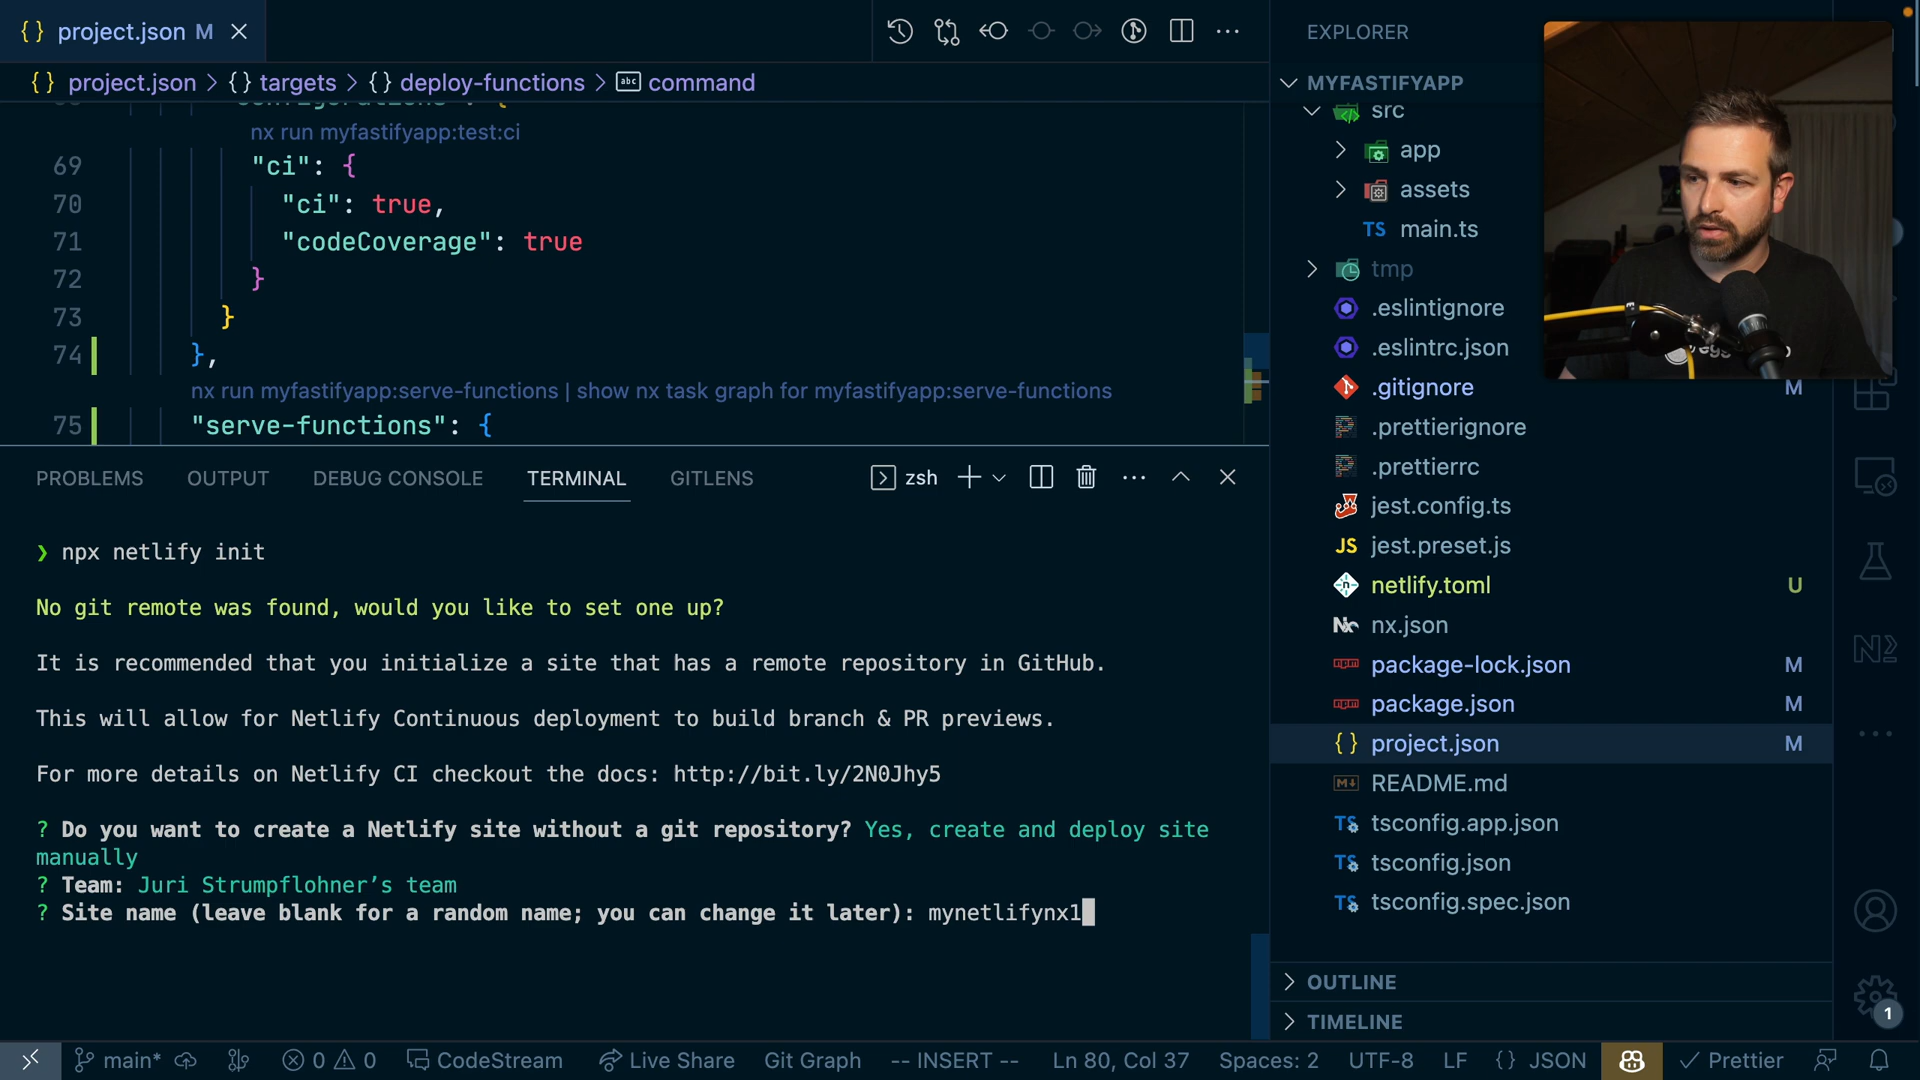 project.json M
EXPLORER
project.json > {} targets > {} deploy-functions > abc command
MYFASTIFYAPP
nx run myfastifyapp:test:ci
69 "ci": {
70 "ci": true,
71 "codeCoverage": true
72 }
73 }
74 },
nx run myfastifyapp:serve-functions | show nx task graph for myfastifyapp:serve-functions
75 "serve-functions": {
PROBLEMS OUTPUT DEBUG CONSOLE TERMINAL GITLENS zsh
❯ npx netlify init
No git remote was found, would you like to set one up?
It is recommended that you initialize a site that has a remote repository in GitHub.
This will allow for Netlify Continuous deployment to build branch & PR previews.
For more details on Netlify CI checkout the docs: http://bit.ly/2N0Jhy5
? Do you want to create a Netlify site without a git repository? Yes, create and deploy site
manually
? Team: Juri Strumpflohner’s team
? Site name (leave blank for a random name; you can change it later): mynetlifynx1
src
app
assets
TS main.ts
tmp
.eslintignore
.eslintrc.json
.gitignore M
.prettierignore
.prettierrc
jest.config.ts
JS jest.preset.js
netlify.toml U
nx.json
package-lock.json M
package.json M
{} project.json M
README.md
tsconfig.app.json
tsconfig.json
tsconfig.spec.json
OUTLINE
TIMELINE
1
main* 0 0 CodeStream Live Share Git Graph -- INSERT -- Ln 80, Col 37 Spaces: 2 UTF-8 LF {} JSON Prettier